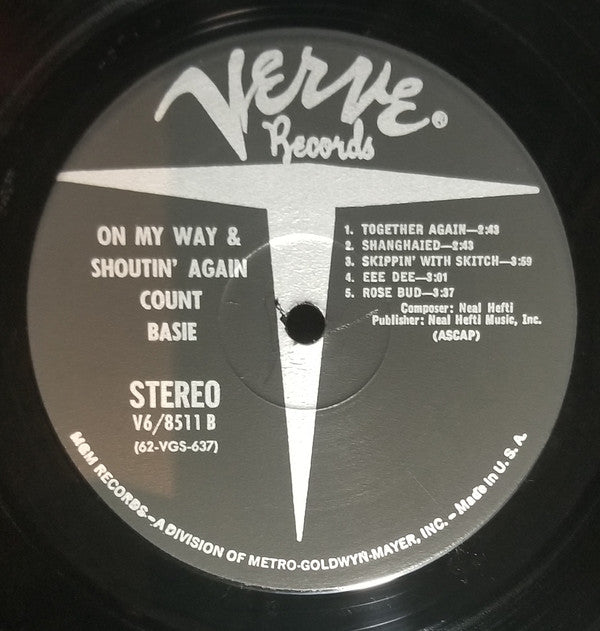 Verve®
Records
ON MY WAY &
SHOUTIN' AGAIN
COUNT
BASIE
STEREO
V6/8511 B
(62-VGS-637)
1. TOGETHER AGAIN—2:43
2. SHANGHAIED—2:43
3. SKIPPIN' WITH SKITCH—3:59
4. EEE DEE—3:01
5. ROSE BUD—3:37
Composer: Neal Hefti
Publisher: Neal Hefti Music, Inc.
(ASCAP)
MGM RECORDS—A DIVISION OF METRO-GOLDWYN-MAYER, INC. – Made in U. S. A.